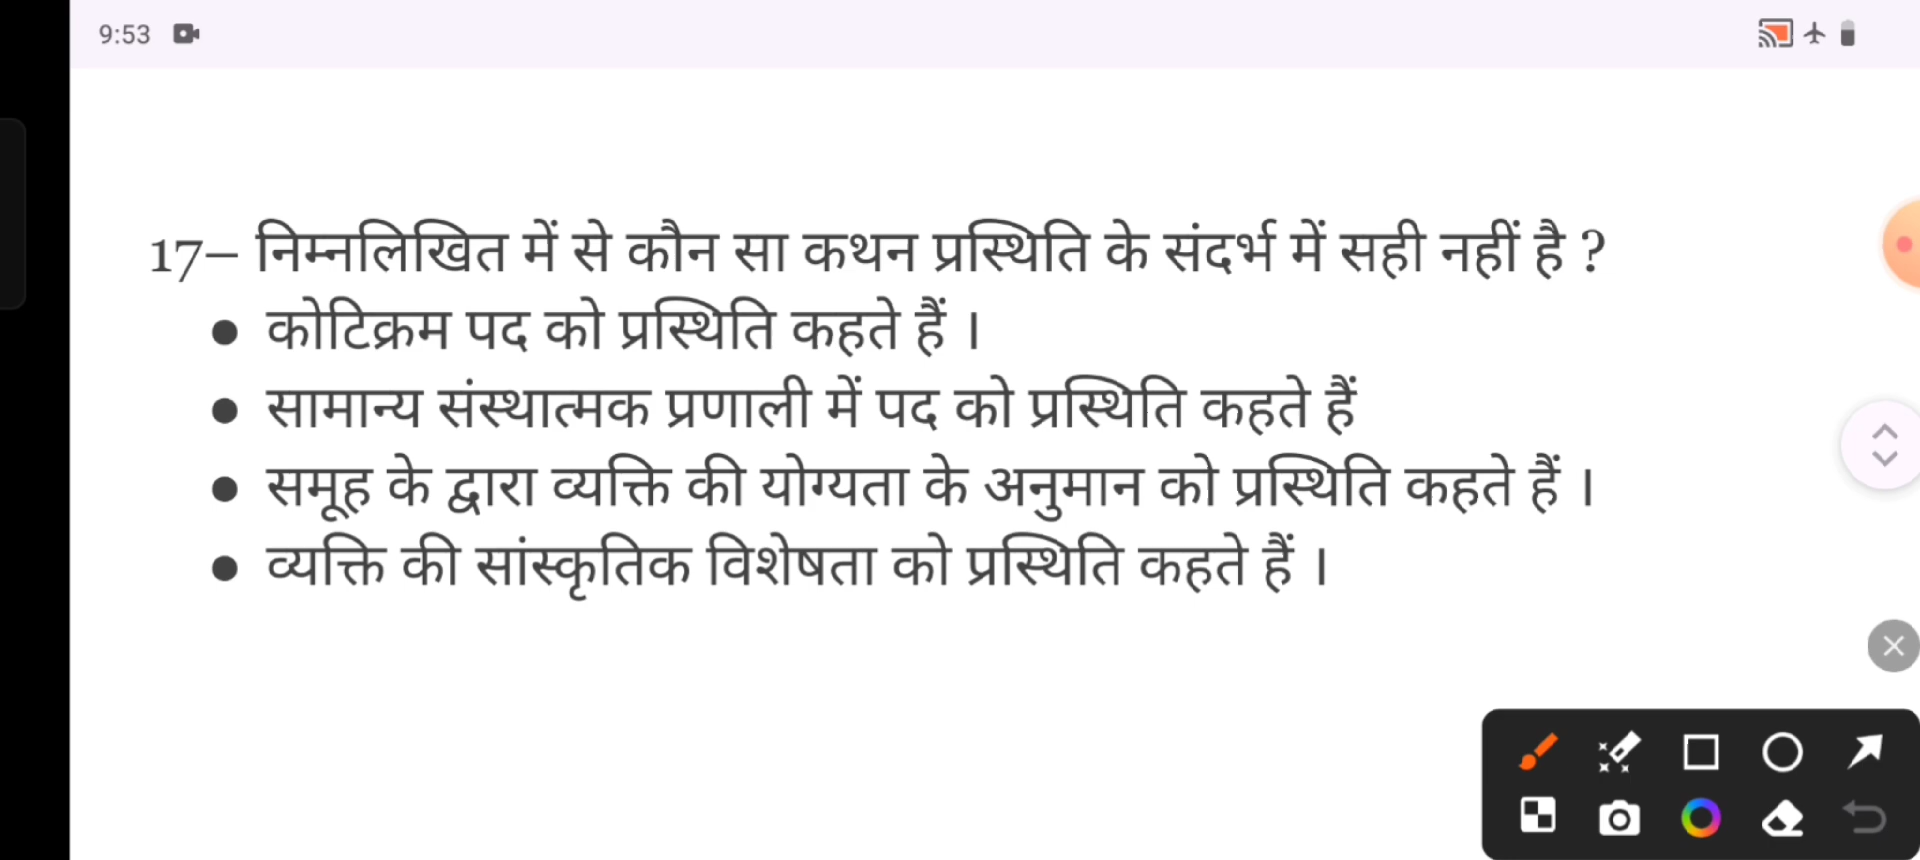 9:53
17– निम्नलिखित में से कौन सा कथन प्रस्थिति के संदर्भ में सही नहीं है ?
● कोटिक्रम पद को प्रस्थिति कहते हैं ।
● सामान्य संस्थात्मक प्रणाली में पद को प्रस्थिति कहते हैं
● समूह के द्वारा व्यक्ति की योग्यता के अनुमान को प्रस्थिति कहते हैं ।
● व्यक्ति की सांस्कृतिक विशेषता को प्रस्थिति कहते हैं ।